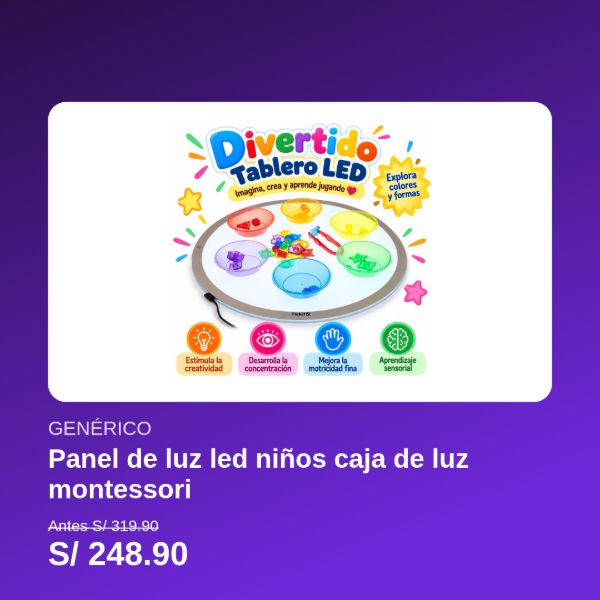 Divertido
Tablero LED
Imagina, crea y aprende jugando
Explora
colores
y formas
Estimula la
creatividad
Desarrolla la
concentración
Mejora la
motricidad fina
Aprendizaje
sensorial
GENÉRICO
Panel de luz led niños caja de luz
montessori
Antes S/ 319.90
S/ 248.90